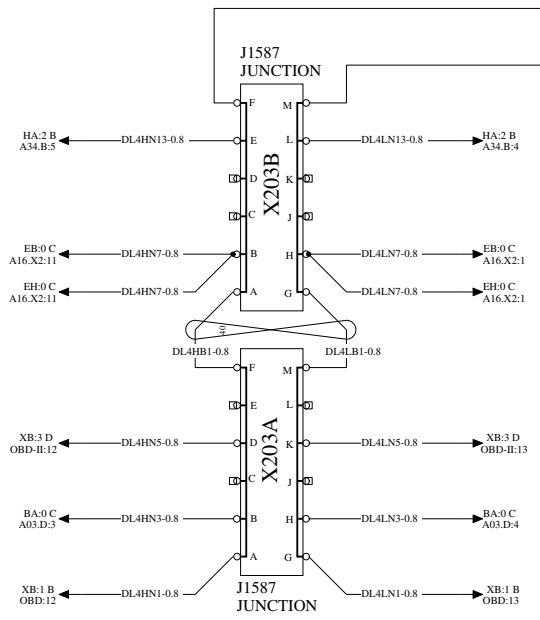 J1587
JUNCTION
F M
HA:2 B
A34.B:5
DL4HN13-0.8
E L
DL4LN13-0.8
HA:2 B
A34.B:4
D K
X203B
C J
EB:0 C
A16.X2:11
DL4HN7-0.8
B H
DL4LN7-0.8
EB:0 C
A16.X2:1
EH:0 C
A16.X2:11
DL4HN7-0.8
A G
DL4LN7-0.8
EH:0 C
A16.X2:1
40
DL4HB1-0.8
DL4LB1-0.8
F M
E L
XB:3 D
OBD-II:12
DL4HN5-0.8
D K
DL4LN5-0.8
XB:3 D
OBD-II:13
X203A
C J
BA:0 C
A03.D:3
DL4HN3-0.8
B H
DL4LN3-0.8
BA:0 C
A03.D:4
A G
XB:1 B
OBD:12
DL4HN1-0.8
J1587
JUNCTION
DL4LN1-0.8
XB:1 B
OBD:13